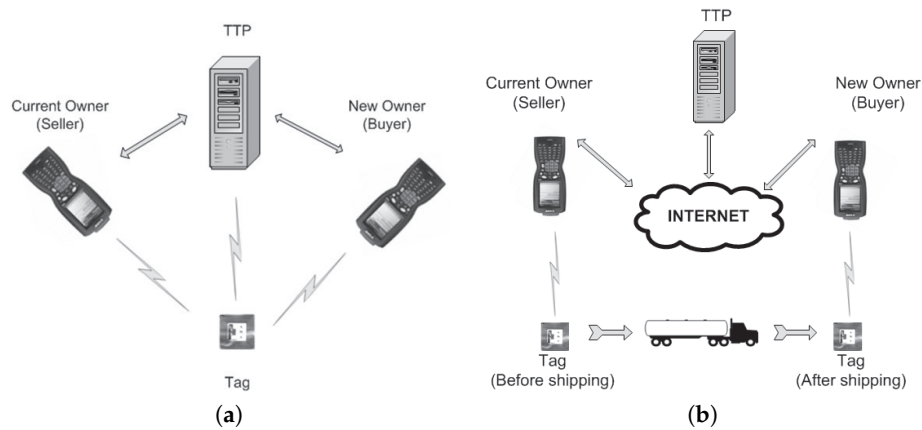 TTP
Current Owner
(Seller)
New Owner
(Buyer)
Tag
(a)
TTP
Current Owner
(Seller)
New Owner
(Buyer)
INTERNET
Tag
(Before shipping)
Tag
(After shipping)
(b)